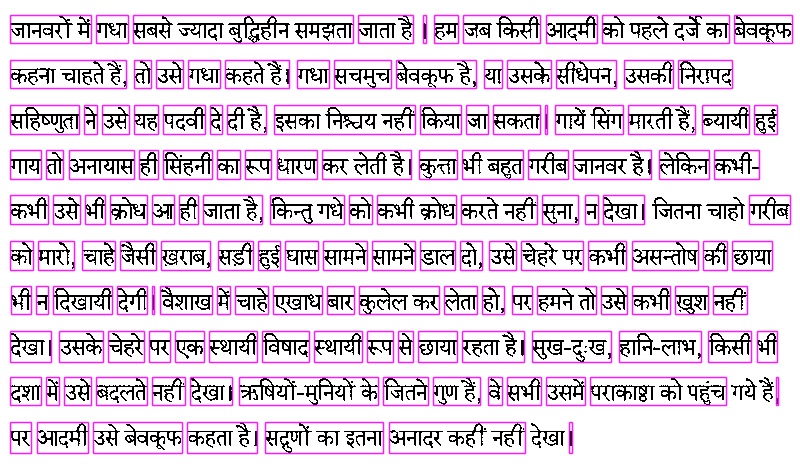 जानवरों में गधा सबसे ज्यादा बुद्धिहीन समझता जाता है । हम जब किसी आदमी को पहले दर्जे का बेवकूफ
कहना चाहते हैं, तो उसे गधा कहते हैं। गधा सचमुच बेवकूफ है, या उसके सीधेपन, उसकी निरापद
सहिष्णुता ने उसे यह पदवी दे दी है, इसका निश्चय नहीं किया जा सकता। गायें सिंग मारती हैं, ब्यायी हुई
गाय तो अनायास ही सिंहनी का रूप धारण कर लेती है। कुत्ता भी बहुत गरीब जानवर है। लेकिन कभी-
कभी उसे भी क्रोध आ ही जाता है, किन्तु गधे को कभी क्रोध करते नहीं सुना, न देखा। जितना चाहो गरीब
को मारो, चाहे जैसी ख़राब, सड़ी हुई घास सामने सामने डाल दो, उसे चेहरे पर कभी असन्तोष की छाया
भी न दिखायी देगी। वैशाख में चाहे एखाध बार कुलेल कर लेता हो, पर हमने तो उसे कभी ख़ुश नहीं
देखा। उसके चेहरे पर एक स्थायी विषाद स्थायी रूप से छाया रहता है। सुख-दुःख, हानि-लाभ, किसी भी
दशा में उसे बदलते नहीं देखा। ऋषियों-मुनियों के जितने गुण हैं, वे सभी उसमें पराकाष्ठा को पहुंच गये हैं,
पर आदमी उसे बेवकूफ कहता है। सद्गुणों का इतना अनादर कहीं नहीं देखा।